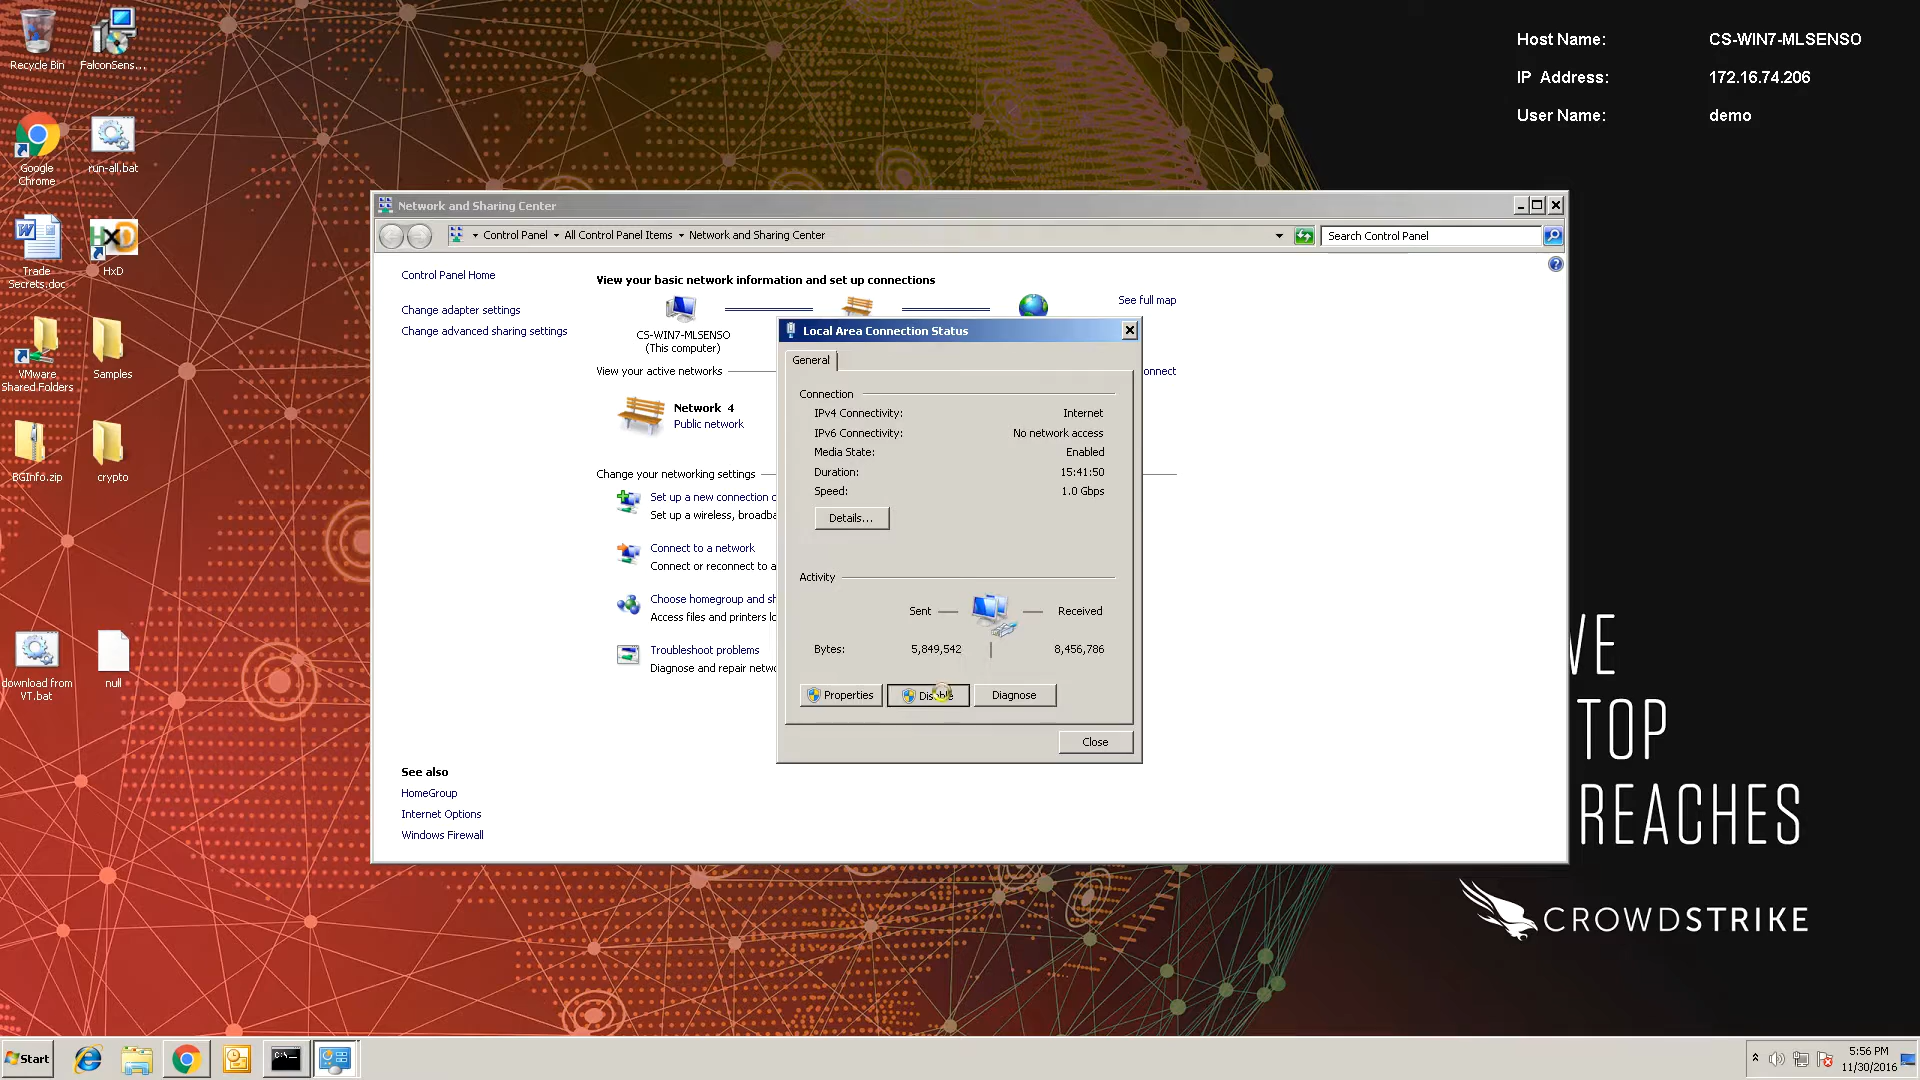 Recycle Bin
FalconSens...
Google
Chrome
run-all.bat
Trade
Secrets.doc
HxD
VMware
Shared Folders
Samples
BGInfo.zip
crypto
download from
VT.bat
null
Host Name: CS-WIN7-MLSENSO
IP Address: 172.16.74.206
User Name: demo
Network and Sharing Center
Control Panel All Control Panel Items Network and Sharing Center
Search Control Panel
Control Panel Home
Change adapter settings
Change advanced sharing settings
View your basic network information and set up connections
See full map
CS-WIN7-MLSENSO
(This computer)
View your active networks
onnect
Network 4
Public network
Change your networking settings
Set up a new connection
Set up a wireless, broadba
Connect to a network
Connect or reconnect to a
Choose homegroup and sh
Access files and printers lo
Troubleshoot problems
Diagnose and repair netwo
See also
HomeGroup
Internet Options
Windows Firewall
Local Area Connection Status
General
Connection
IPv4 Connectivity: Internet
IPv6 Connectivity: No network access
Media State: Enabled
Duration: 15:41:50
Speed: 1.0 Gbps
Details...
Activity
Sent Received
Bytes: 5,849,542 8,456,786
Properties
Disable
Diagnose
Close
VE
TOP
REACHES
CROWDSTRIKE
Start
C:\
5:56 PM
11/30/2016